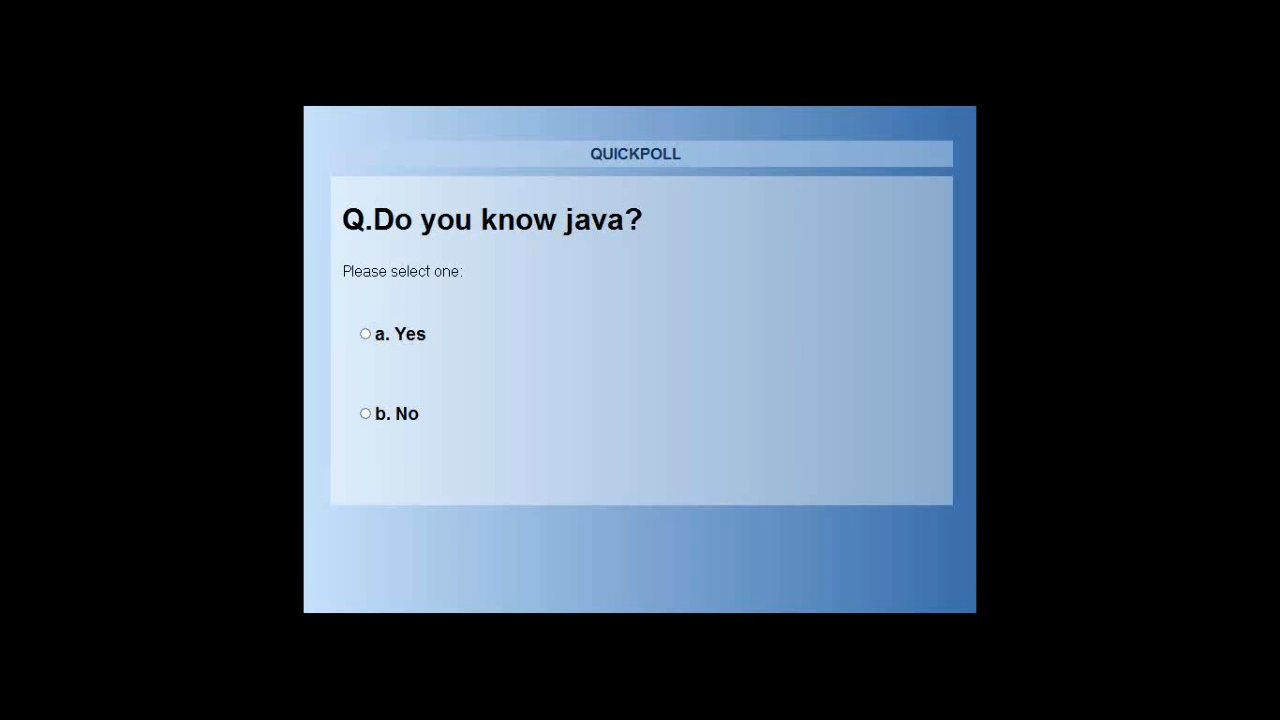 QUICKPOLL
Q.Do you know java?
Please select one:
a. Yes
b. No